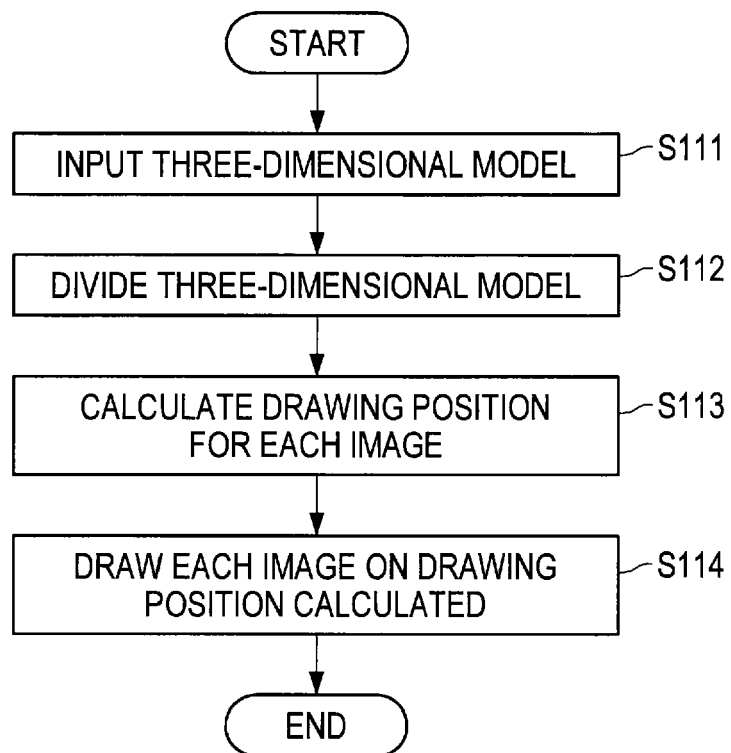 START
INPUT THREE-DIMENSIONAL MODEL
S111
DIVIDE THREE-DIMENSIONAL MODEL
S112
CALCULATE DRAWING POSITION
FOR EACH IMAGE
S113
DRAW EACH IMAGE ON DRAWING
POSITION CALCULATED
S114
END